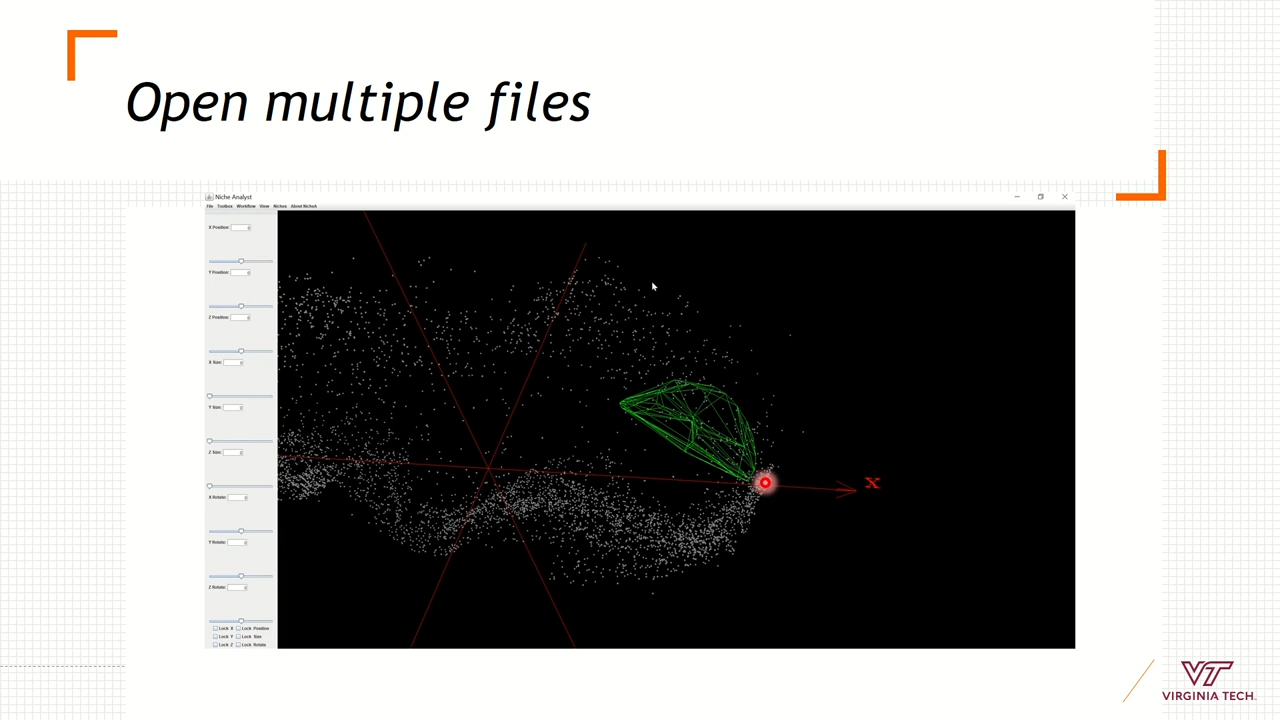 Open multiple files
Niche Analyst
File Toolbox Workflow View Niches About NicheA
X Position:
Y Position:
Z Position:
X Size:
Y Size:
Z Size:
X Rotate:
Y Rotate:
Z Rotate:
Lock X Lock Position
Lock Y Lock Size
Lock Z Lock Rotate
X
VT
VIRGINIA TECH